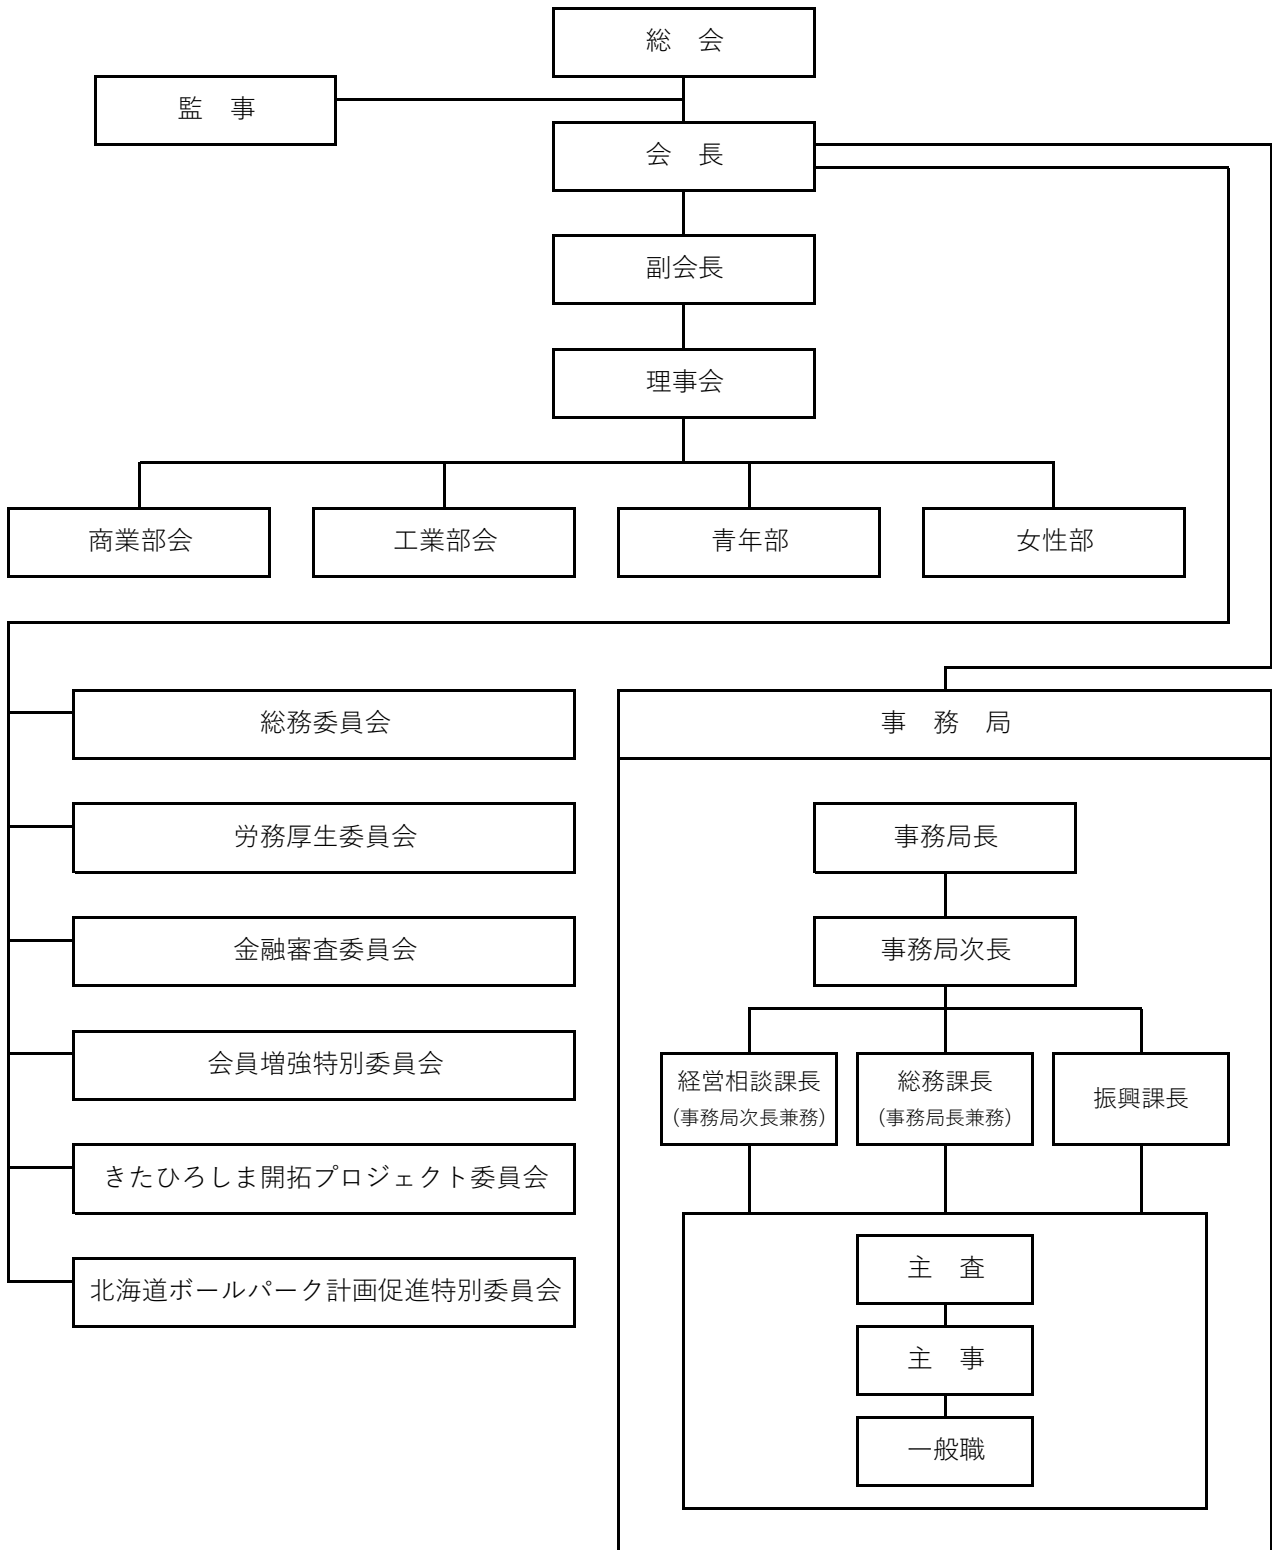 総　会
監　事
会　長
副会長
理事会
商業部会
工業部会
青年部
女性部
総務委員会
労務厚生委員会
金融審査委員会
会員増強特別委員会
きたひろしま開拓プロジェクト委員会
北海道ボールパーク計画促進特別委員会
事　務　局
事務局長
事務局次長
経営相談課長
(事務局次長兼務)
総務課長
(事務局長兼務)
振興課長
主　査
主　事
一般職